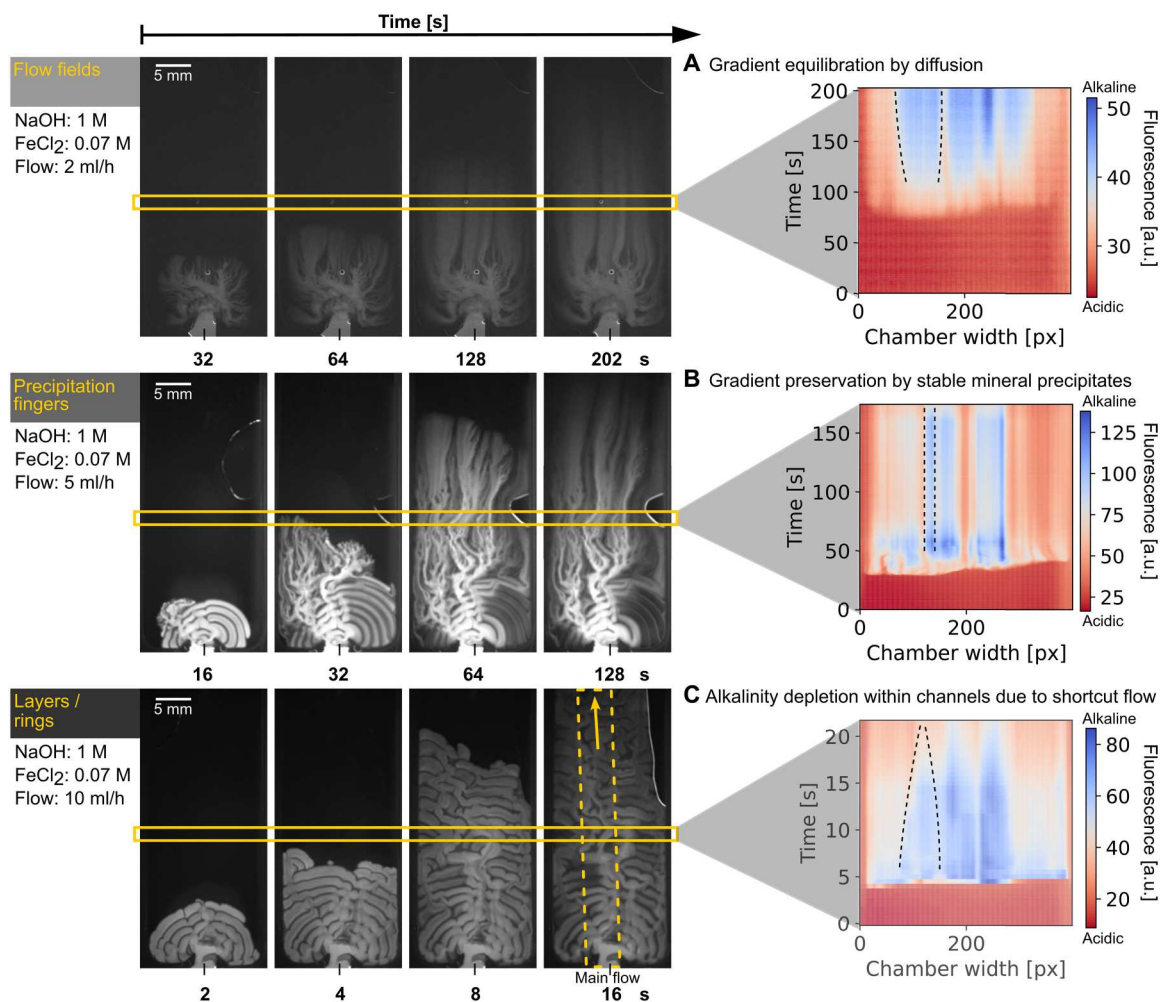 Time [s]
Flow fields
NaOH: 1 M
FeCl2: 0.07 M
Flow: 2 ml/h
5 mm
32 64 128 202 s
A Gradient equilibration by diffusion
200
150
100
50
0
Time [s]
0 200
Chamber width [px]
Alkaline
50
40
30
Acidic
Fluorescence [a.u.]
Precipitation
fingers
NaOH: 1 M
FeCl2: 0.07 M
Flow: 5 ml/h
5 mm
16 32 64 128 s
B Gradient preservation by stable mineral precipitates
150
100
50
0
Time [s]
0 200
Chamber width [px]
Alkaline
125
100
75
50
25
Acidic
Fluorescence [a.u.]
Layers /
rings
NaOH: 1 M
FeCl2: 0.07 M
Flow: 10 ml/h
5 mm
Main flow
2 4 8 16 s
C Alkalinity depletion within channels due to shortcut flow
20
15
10
5
0
Time [s]
0 200
Chamber width [px]
Alkaline
80
60
40
20
Acidic
Fluorescence [a.u.]